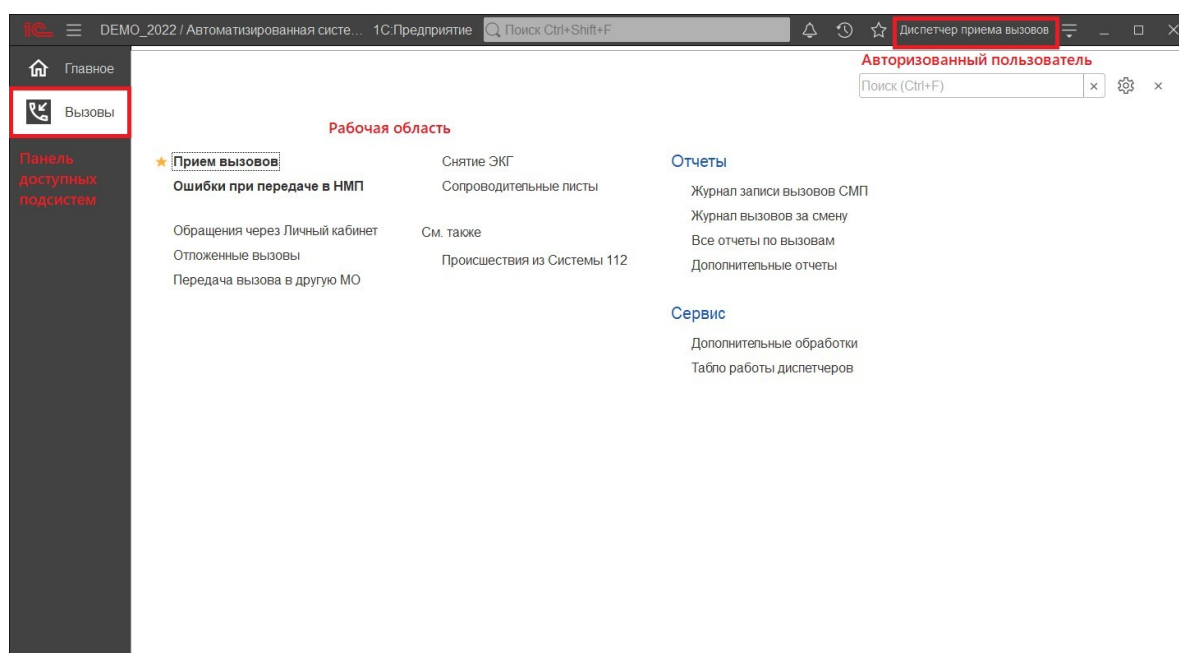 1С DEMO_2022 / Автоматизированная систе... 1С:Предприятие Поиск Ctrl+Shift+F Диспетчер приема вызовов
Авторизованный пользователь
Главное
Поиск (Ctrl+F)
Вызовы
Рабочая область
Панель
доступных
подсистем
Прием вызовов
Ошибки при передаче в НМП
Обращения через Личный кабинет
Отложенные вызовы
Передача вызова в другую МО
Снятие ЭКГ
Сопроводительные листы
См. также
Происшествия из Системы 112
Отчеты
Журнал записи вызовов СМП
Журнал вызовов за смену
Все отчеты по вызовам
Дополнительные отчеты
Сервис
Дополнительные обработки
Табло работы диспетчеров